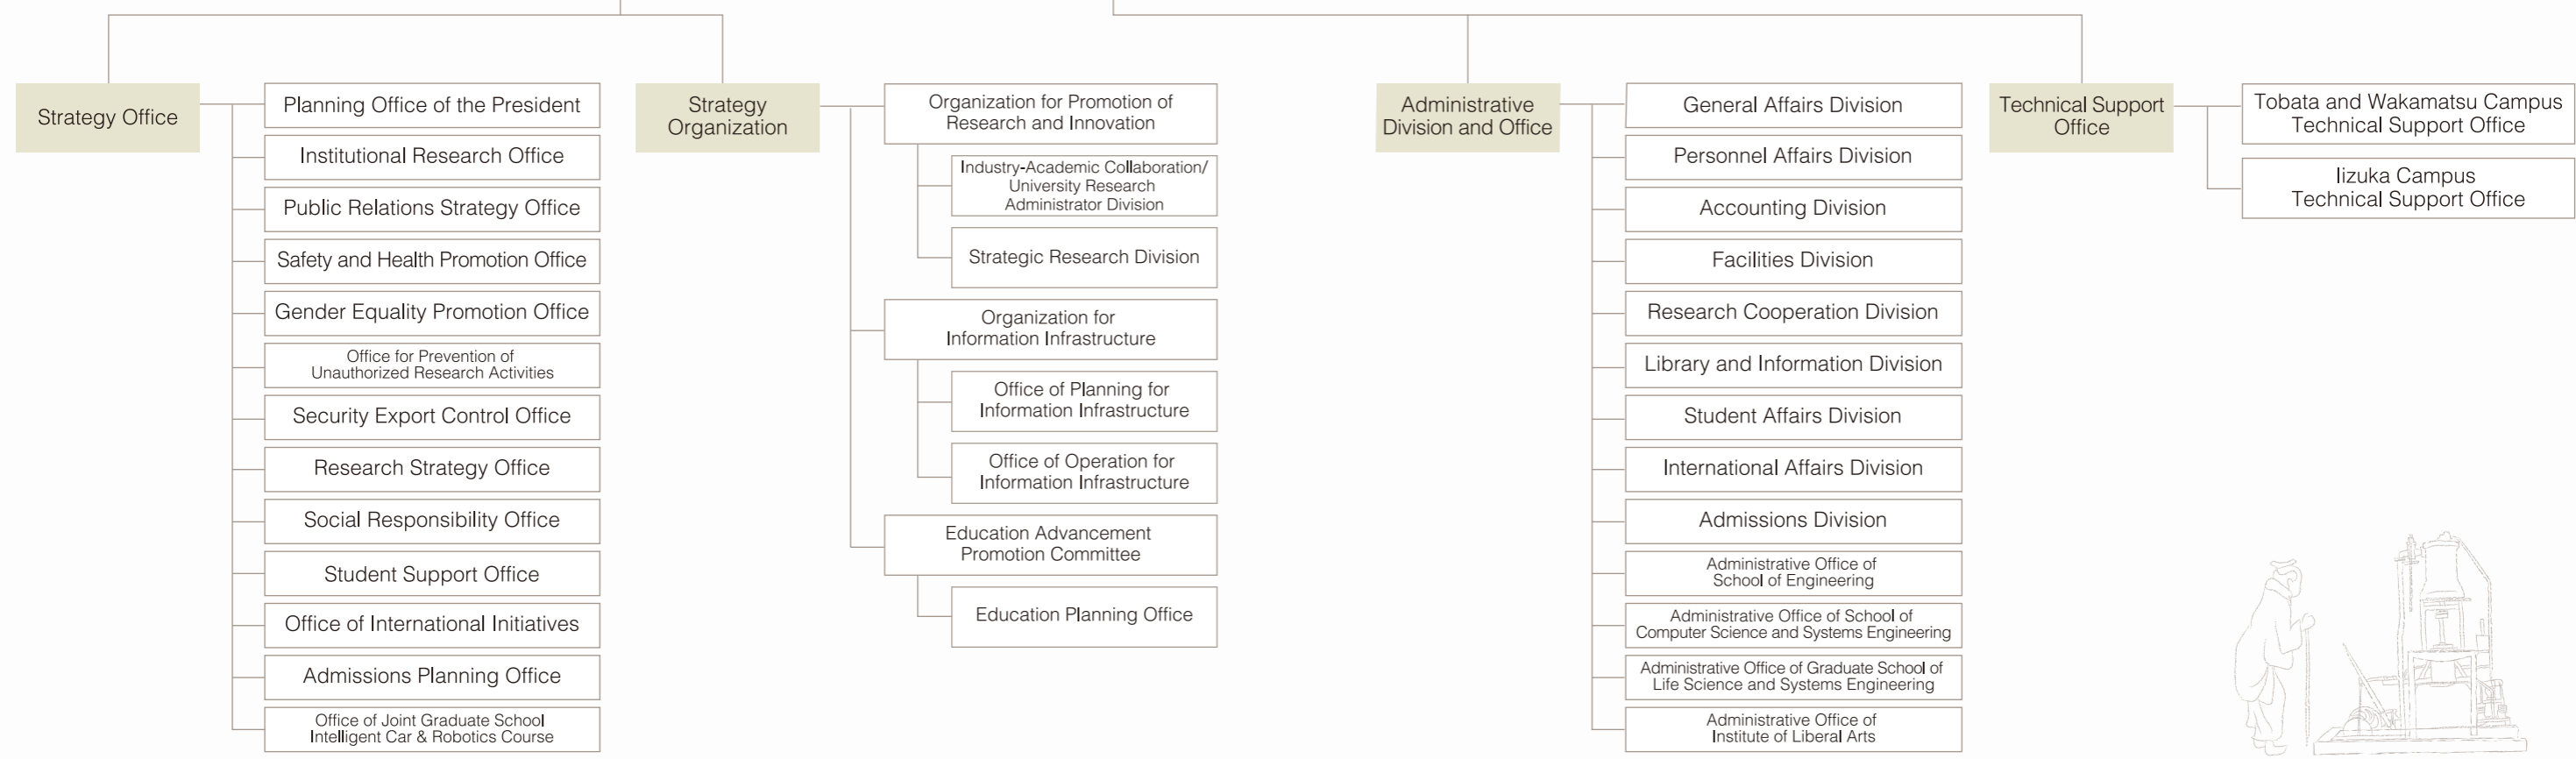 Strategy Office
Planning Office of the President
Institutional Research Office
Public Relations Strategy Office
Safety and Health Promotion Office
Gender Equality Promotion Office
Office for Prevention of
Unauthorized Research Activities
Security Export Control Office
Research Strategy Office
Social Responsibility Office
Student Support Office
Office of International Initiatives
Admissions Planning Office
Office of Joint Graduate School
Intelligent Car & Robotics Course
Strategy
Organization
Organization for Promotion of
Research and Innovation
Industry-Academic Collaboration/
University Research
Administrator Division
Strategic Research Division
Organization for
Information Infrastructure
Office of Planning for
Information Infrastructure
Office of Operation for
Information Infrastructure
Education Advancement
Promotion Committee
Education Planning Office
Administrative
Division and Office
General Affairs Division
Personnel Affairs Division
Accounting Division
Facilities Division
Research Cooperation Division
Library and Information Division
Student Affairs Division
International Affairs Division
Admissions Division
Administrative Office of
School of Engineering
Administrative Office of School of
Computer Science and Systems Engineering
Administrative Office of Graduate School of
Life Science and Systems Engineering
Administrative Office of
Institute of Liberal Arts
Technical Support
Office
Tobata and Wakamatsu Campus
Technical Support Office
Iizuka Campus
Technical Support Office